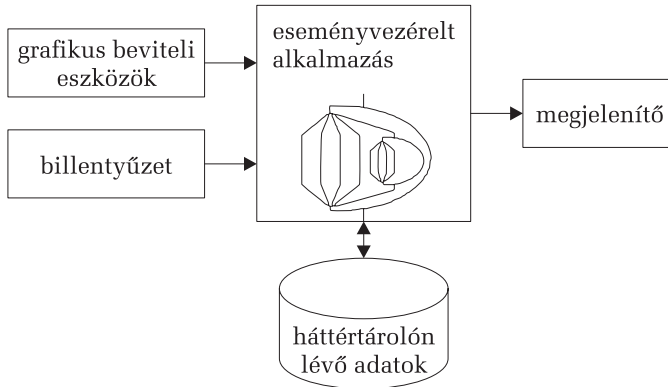 grafikus beviteli
eszközök
billentyűzet
eseményvezérelt
alkalmazás
megjelenítő
háttértárolón
lévő adatok